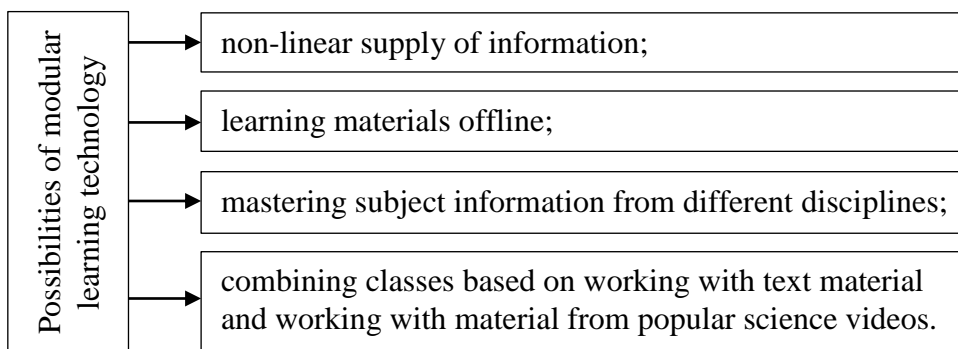 Possibilities of modular
learning technology
non-linear supply of information;
learning materials offline;
mastering subject information from different disciplines;
combining classes based on working with text material
and working with material from popular science videos.